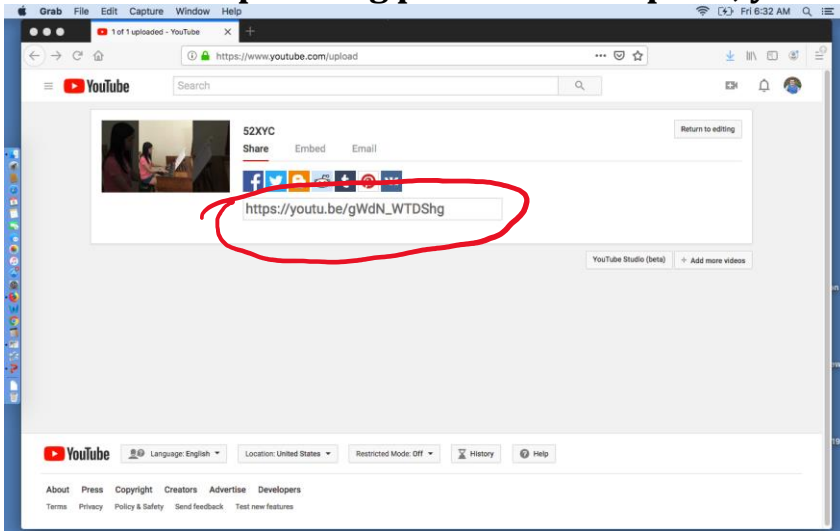 Grab File Edit Capture Window Help Fri 6:32 AM
1 of 1 uploaded - YouTube
https://www.youtube.com/upload
YouTube Search
52XYC
Return to editing
Share Embed Email
https://youtu.be/gWdN_WTDShg
YouTube Studio (beta) + Add more videos
YouTube Language: English Location: United States Restricted Mode: Off History Help
About Press Copyright Creators Advertise Developers
Terms Privacy Policy & Safety Send feedback Test new features